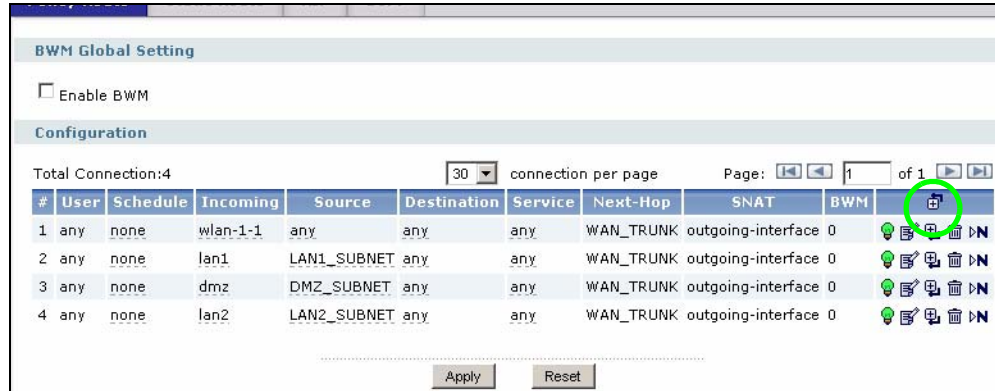 BWM Global Setting
Enable BWM
Configuration
Total Connection:4 30 connection per page Page: 1 of 1
# User Schedule Incoming Source Destination Service Next-Hop SNAT BWM
1 any none wlan-1-1 any any any WAN_TRUNK outgoing-interface 0 N
2 any none lan1 LAN1_SUBNET any any WAN_TRUNK outgoing-interface 0 N
3 any none dmz DMZ_SUBNET any any WAN_TRUNK outgoing-interface 0 N
4 any none lan2 LAN2_SUBNET any any WAN_TRUNK outgoing-interface 0 N
Apply Reset